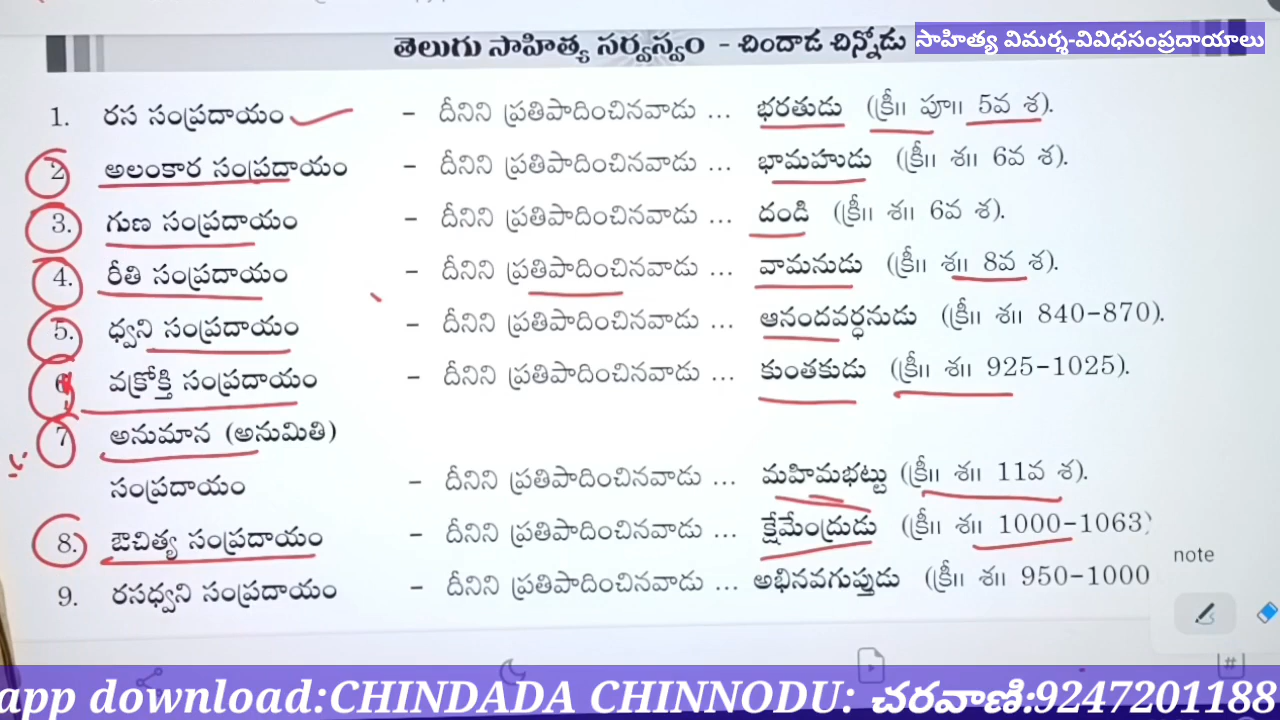 తెలుగు సాహిత్య సర్వస్వం - చిందాడ చిన్నోడు
సాహిత్య విమర్శ-వివిధసంప్రదాయాలు
1. రస సంప్రదాయం - దీనిని ప్రతిపాదించినవాడు ... భరతుడు (క్రీ॥ పూ॥ 5వ శ).
2 అలంకార సంప్రదాయం - దీనిని ప్రతిపాదించినవాడు ... భామహుడు (క్రీ॥ శ॥ 6వ శ).
3. గుణ సంప్రదాయం - దీనిని ప్రతిపాదించినవాడు ... దండి (క్రీ॥ శ॥ 6వ శ).
4. రీతి సంప్రదాయం - దీనిని ప్రతిపాదించినవాడు ... వామనుడు (క్రీ॥ శ॥ 8వ శ).
5. ధ్వని సంప్రదాయం - దీనిని ప్రతిపాదించినవాడు ... ఆనందవర్ధనుడు (క్రీ॥ శ॥ 840-870).
6 వక్రోక్తి సంప్రదాయం - దీనిని ప్రతిపాదించినవాడు ... కుంతకుడు (క్రీ॥ శ॥ 925-1025).
7 అనుమాన (అనుమితి)
సంప్రదాయం - దీనిని ప్రతిపాదించినవాడు ... మహిమభట్టు (క్రీ॥ శ॥ 11వ శ).
8. ఔచిత్య సంప్రదాయం - దీనిని ప్రతిపాదించినవాడు ... క్షేమేంద్రుడు (క్రీ॥ శ॥ 1000-1063)
note
9. రసధ్వని సంప్రదాయం - దీనిని ప్రతిపాదించినవాడు ... అభినవగుప్తుడు (క్రీ॥ శ॥ 950-1000
app download:CHINDADA CHINNODU: చరవాణి:9247201188